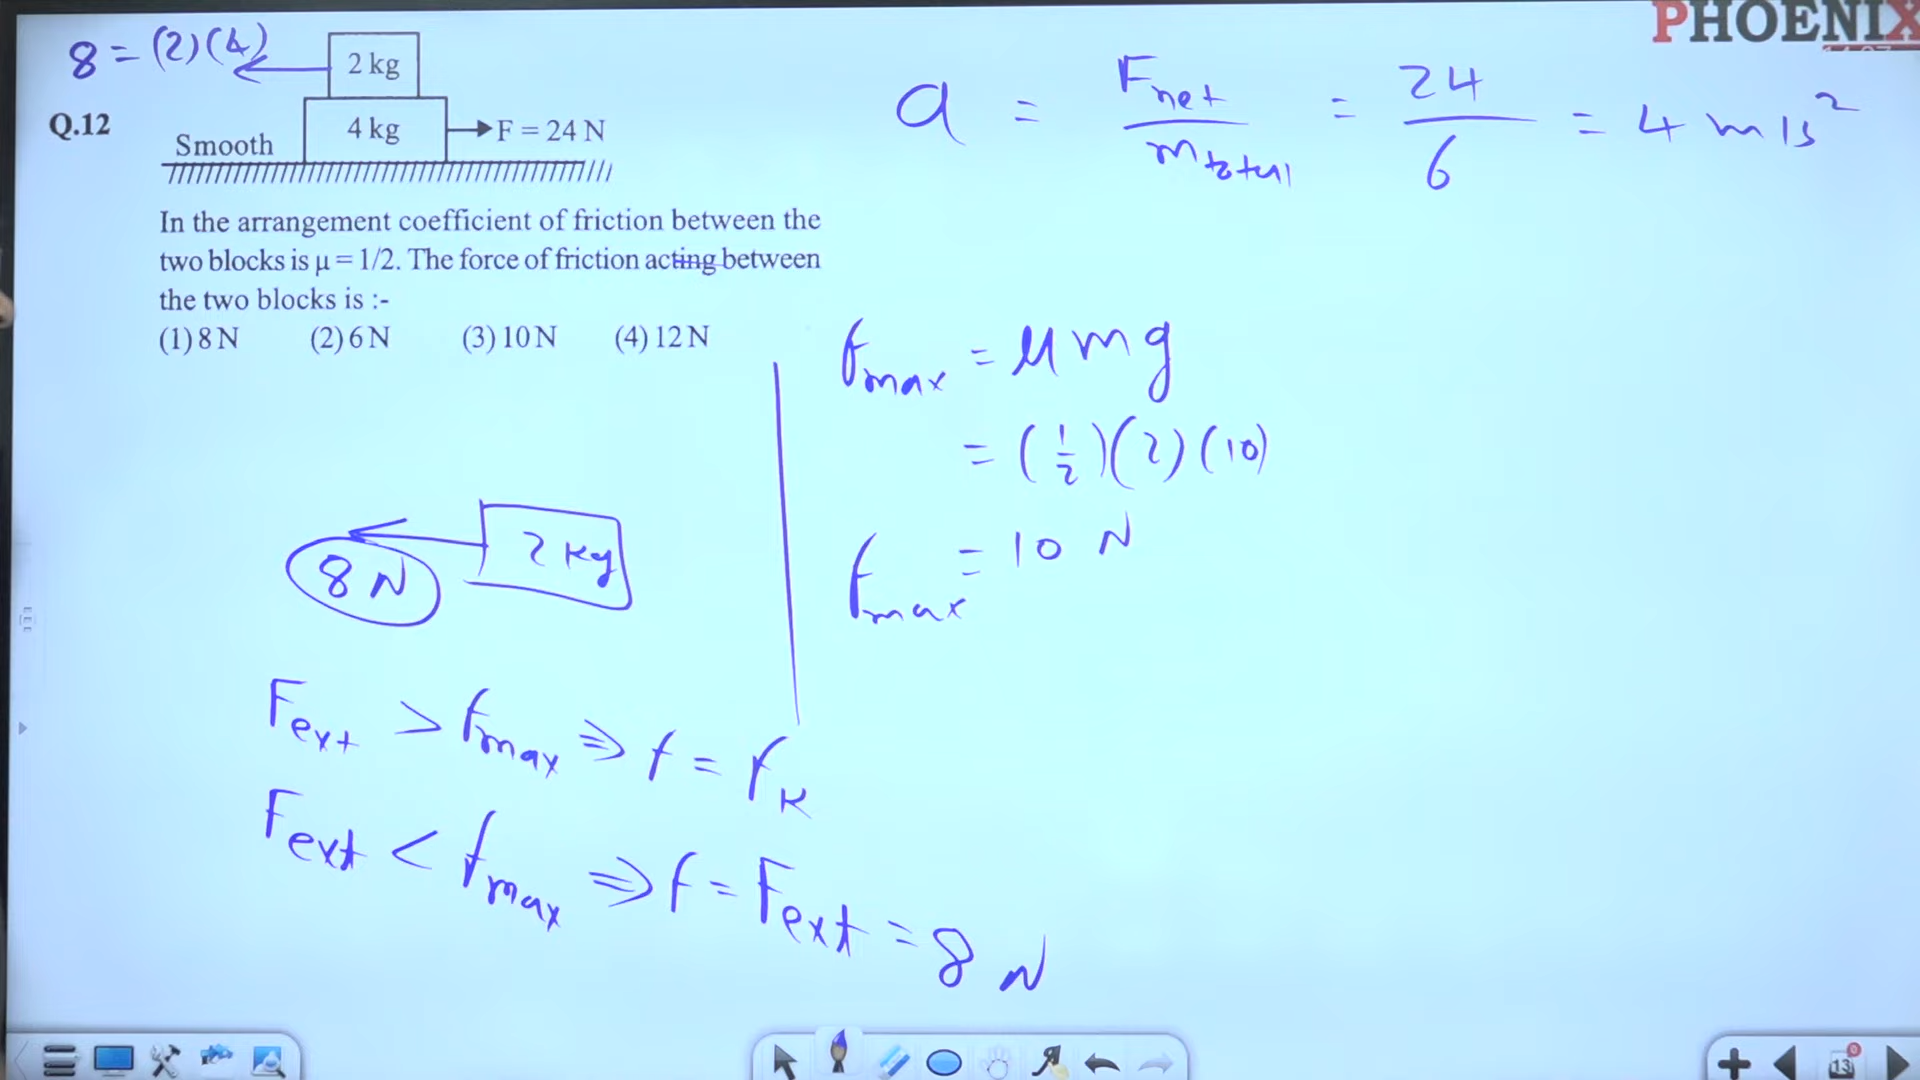 PHOENIX
8 = (2)(4)
2 kg
Q.12
4 kg
F = 24 N
Smooth
In the arrangement coefficient of friction between the
two blocks is μ = 1/2. The force of friction acting between
the two blocks is :-
(1) 8 N (2) 6 N (3) 10 N (4) 12 N
a = Fnet / mtotal = 24 / 6 = 4 m/s²
fmax = μ m g
= (1/2)(2)(10)
fmax = 10 N
2 kg
8 N
Fext > fmax ⇒ f = fK
Fext < fmax ⇒ f = Fext = 8 N
13